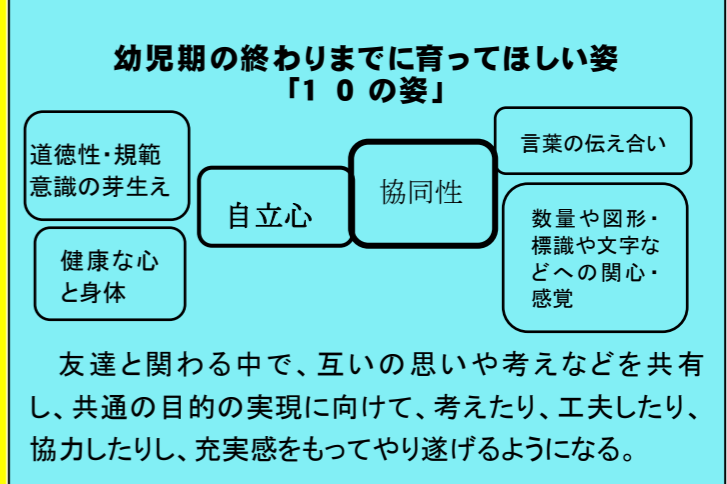 幼児期の終わりまでに育ってほしい姿
「１０の姿」
道徳性・規範
意識の芽生え
健康な心
と身体
自立心
協同性
言葉の伝え合い
数量や図形・
標識や文字な
どへの関心・
感覚
友達と関わる中で、互いの思いや考えなどを共有
し、共通の目的の実現に向けて、考えたり、工夫したり、
協力したりし、充実感をもってやり遂げるようになる。